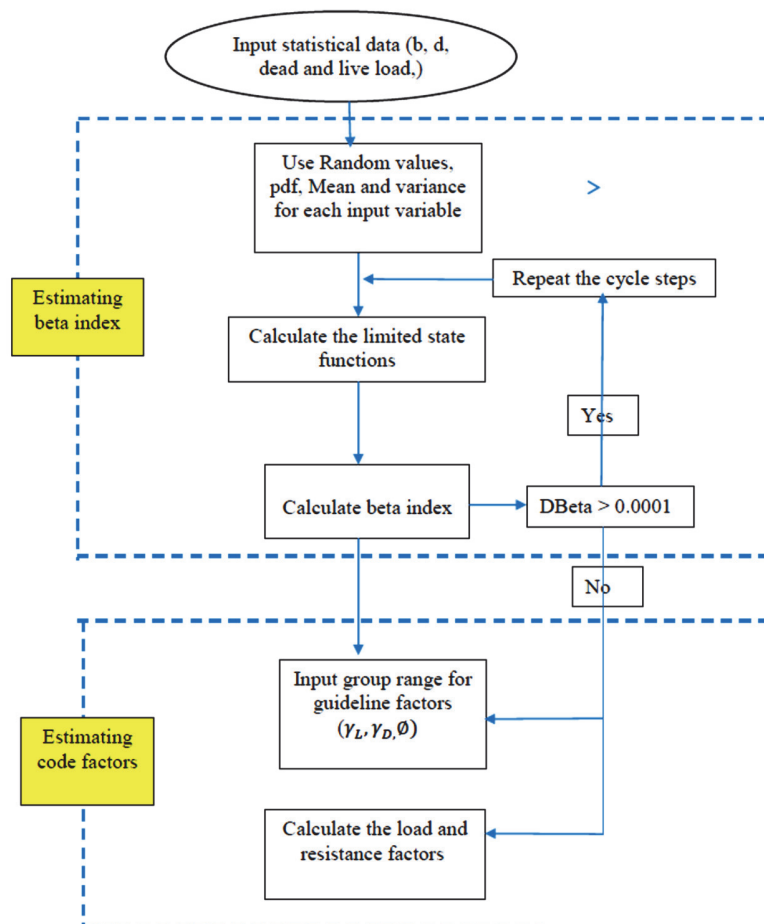 Input statistical data (b, d,
dead and live load,)
Use Random values,
pdf, Mean and variance
for each input variable
>
Repeat the cycle steps
Estimating
beta index
Calculate the limited state
functions
Yes
Calculate beta index
DBeta > 0.0001
No
Input group range for
guideline factors
(γ_L, γ_D, ∅)
Estimating
code factors
Calculate the load and
resistance factors